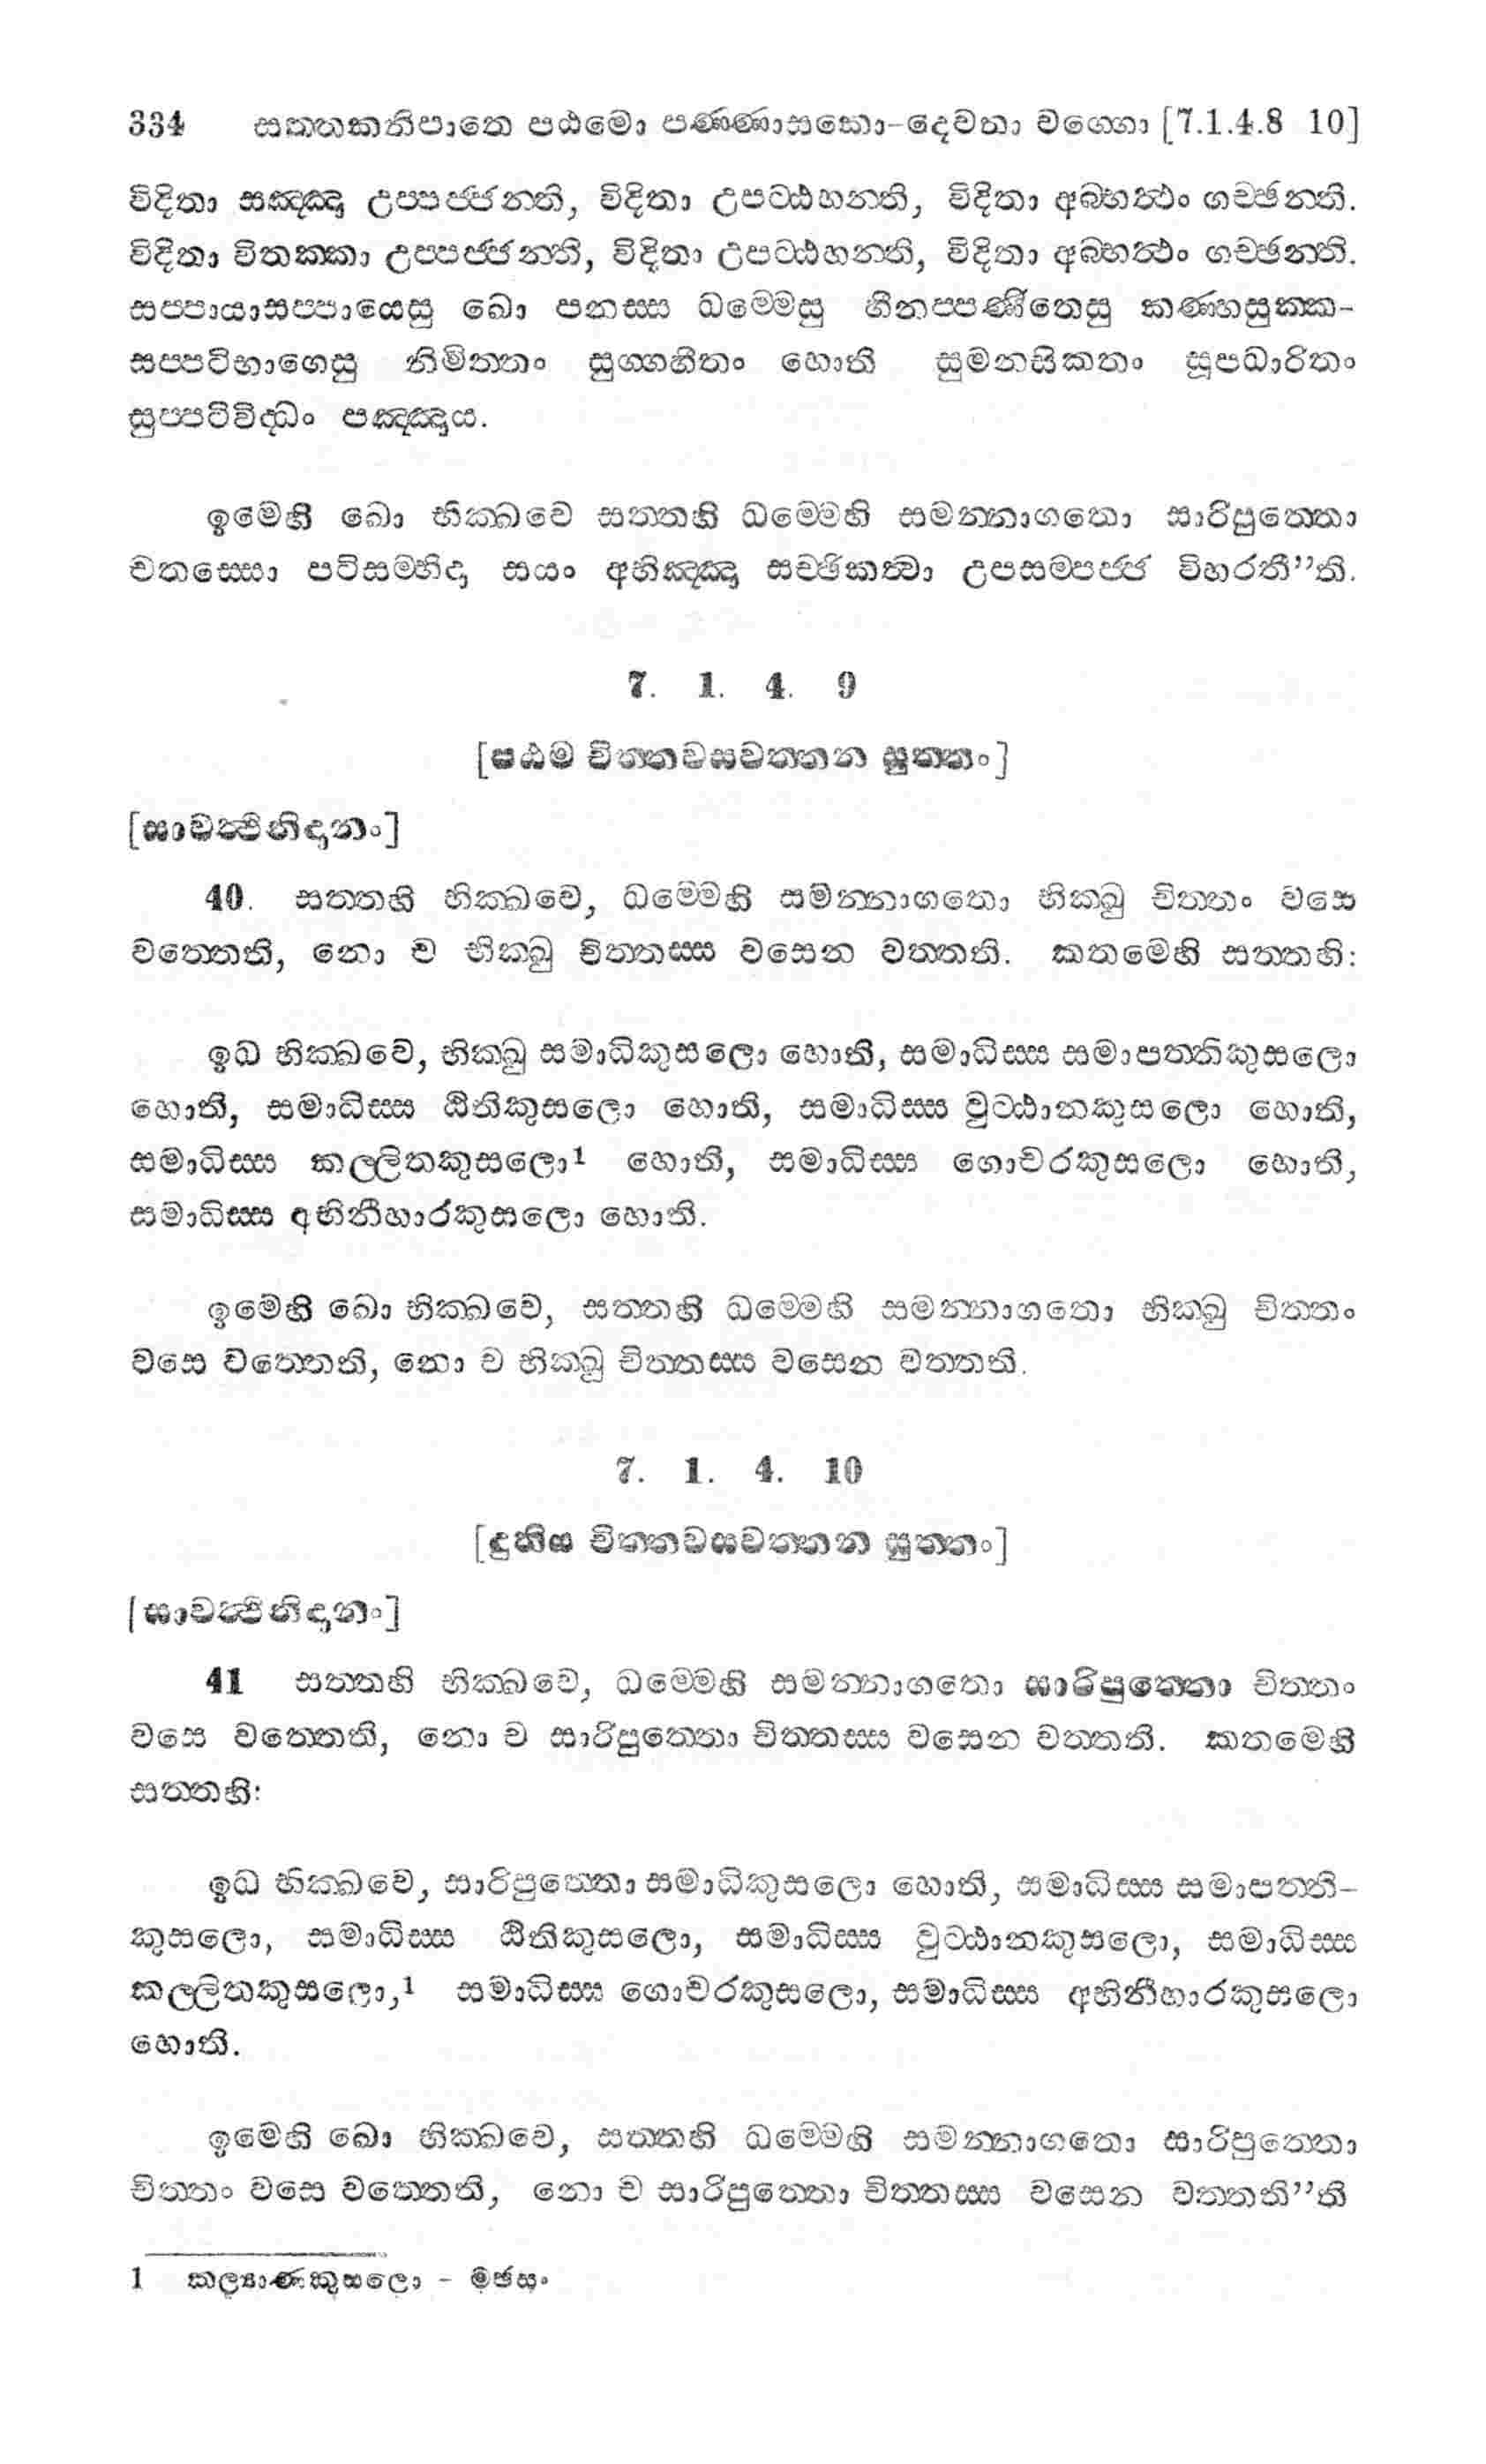 334 සත්තකනිපාතෙ පඨමො පණ්ණාසකො-දෙවතා වග්ගො [7.1.4.8 10]
විදිතා සඤ්ඤා උප්පජ්ජන්ති, විදිතා උපට්ඨහන්ති, විදිතා අබ්භත්ථං ගච්ඡන්ති.
විදිතා විතක්කා උප්පජ්ජන්ති, විදිතා උපට්ඨහන්ති, විදිතා අබ්භත්ථං ගච්ඡන්ති.
සප්පායාසප්පායෙසු ඛො පනස්ස ධම්මෙසු හීනප්පණීතෙසු කණ්හසුක්ක-
සප්පටිභාගෙසු නිමිත්තං සුග්ගහීතං හොති සුමනසිකතං සූපධාරිතං
සුප්පටිවිද්ධං පඤ්ඤාය.
ඉමෙහි ඛො භික්ඛවෙ සත්තහි ධම්මෙහි සමන්නාගතො සාරිපුත්තො
චතස්සො පටිසම්භිදා සයං අභිඤ්ඤා සච්ඡිකත්වා උපසම්පජ්ජ විහරතී”ති.
7. 1. 4. 9
[පඨම චිත්තවසවත්තන සුත්තං]
[සාවත්ථිනිදානං]
40. සත්තහි භික්ඛවෙ, ධම්මෙහි සමන්නාගතො භික්ඛු චිත්තං වසෙ
වත්තෙති, නො ච භික්ඛු චිත්තස්ස වසෙන වත්තති. කතමෙහි සත්තහි:
ඉධ භික්ඛවෙ, භික්ඛු සමාධිකුසලො හොති, සමාධිස්ස සමාපත්තිකුසලො
හොති, සමාධිස්ස ඨිතිකුසලො හොති, සමාධිස්ස වුට්ඨානකුසලො හොති,
සමාධිස්ස කල්ලිතකුසලො¹ හොති, සමාධිස්ස ගොචරකුසලො හොති,
සමාධිස්ස අභිනීහාරකුසලො හොති.
ඉමෙහි ඛො භික්ඛවෙ, සත්තහි ධම්මෙහි සමන්නාගතො භික්ඛු චිත්තං
වසෙ වත්තෙති, නො ච භික්ඛු චිත්තස්ස වසෙන වත්තති.
7. 1. 4. 10
[දුතිය චිත්තවසවත්තන සුත්තං]
[සාවත්ථිනිදානං]
41 සත්තහි භික්ඛවෙ, ධම්මෙහි සමන්නාගතො සාරිපුත්තො චිත්තං
වසෙ වත්තෙති, නො ච සාරිපුත්තො චිත්තස්ස වසෙන වත්තති. කතමෙහි
සත්තහි:
ඉධ භික්ඛවෙ, සාරිපුත්තො සමාධිකුසලො හොති, සමාධිස්ස සමාපත්ති-
කුසලො, සමාධිස්ස ඨිතිකුසලො, සමාධිස්ස වුට්ඨානකුසලො, සමාධිස්ස
කල්ලිතකුසලො,¹ සමාධිස්ස ගොචරකුසලො, සමාධිස්ස අභිනීහාරකුසලො
හොති.
ඉමෙහි ඛො භික්ඛවෙ, සත්තහි ධම්මෙහි සමන්නාගතො සාරිපුත්තො
චිත්තං වසෙ වත්තෙති, නො ච සාරිපුත්තො චිත්තස්ස වසෙන වත්තති”ති
1 කල්‍යාණකුසලො - මඡසං